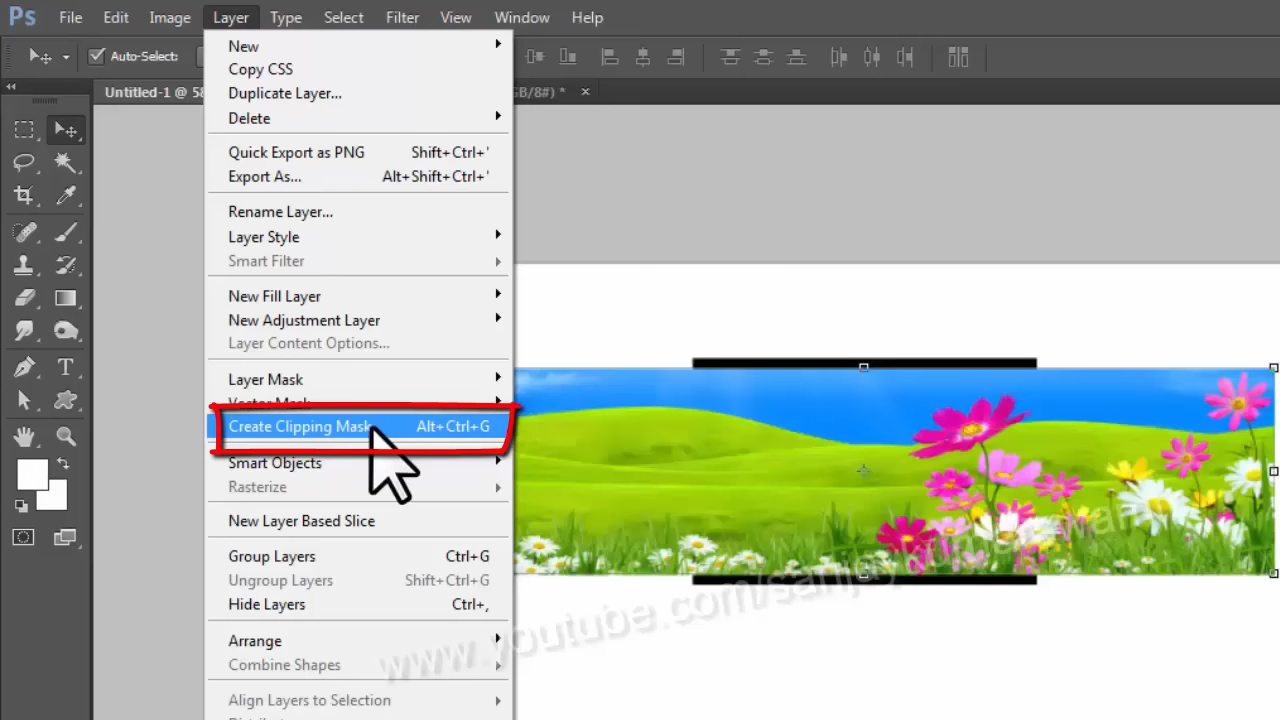 Ps File Edit Image Layer Type Select Filter View Window Help
Auto-Select:
Untitled-1 @ 58 GB/8#) * ×
New
Copy CSS
Duplicate Layer...
Delete
Quick Export as PNG Shift+Ctrl+'
Export As... Alt+Shift+Ctrl+'
Rename Layer...
Layer Style
Smart Filter
New Fill Layer
New Adjustment Layer
Layer Content Options...
Layer Mask
Vector Mask
Create Clipping Mask Alt+Ctrl+G
Smart Objects
Rasterize
New Layer Based Slice
Group Layers Ctrl+G
Ungroup Layers Shift+Ctrl+G
Hide Layers Ctrl+,
Arrange
Combine Shapes
Align Layers to Selection
www.youtube.com/